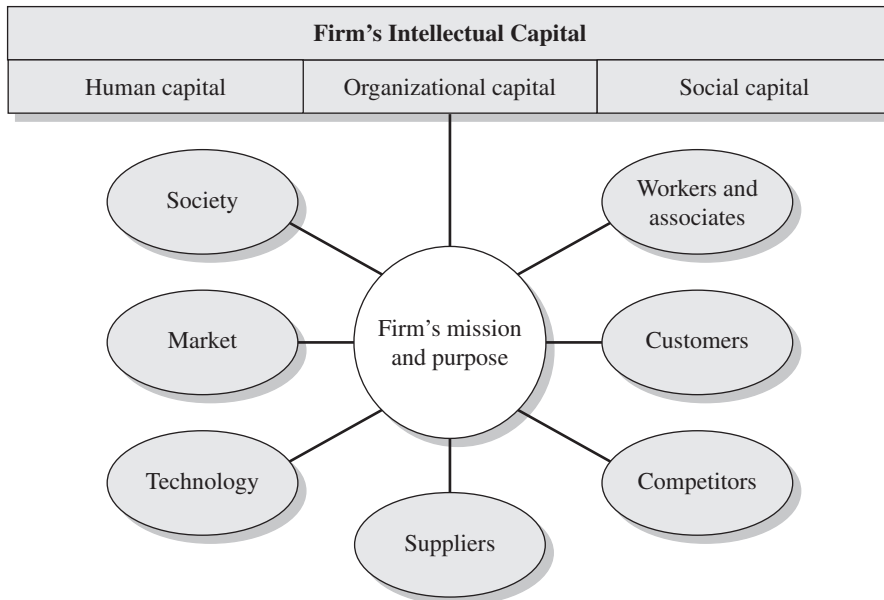 Firm's Intellectual Capital
Human capital
Organizational capital
Social capital
Society
Workers and
associates
Market
Firm's mission
and purpose
Customers
Technology
Competitors
Suppliers